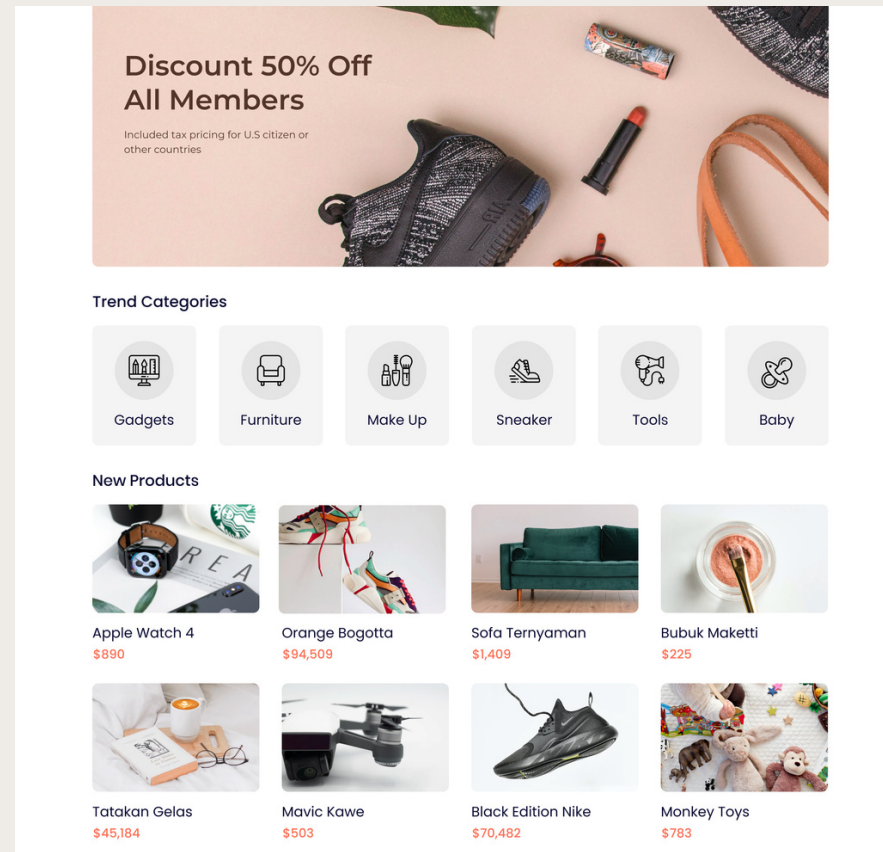 Discount 50% Off
All Members
Included tax pricing for U.S citizen or
other countries
Trend Categories
Gadgets
Furniture
Make Up
Sneaker
Tools
Baby
New Products
Apple Watch 4
$890
Orange Bogotta
$94,509
Sofa Ternyaman
$1,409
Bubuk Maketti
$225
Tatakan Gelas
$45,184
Mavic Kawe
$503
Black Edition Nike
$70,482
Monkey Toys
$783